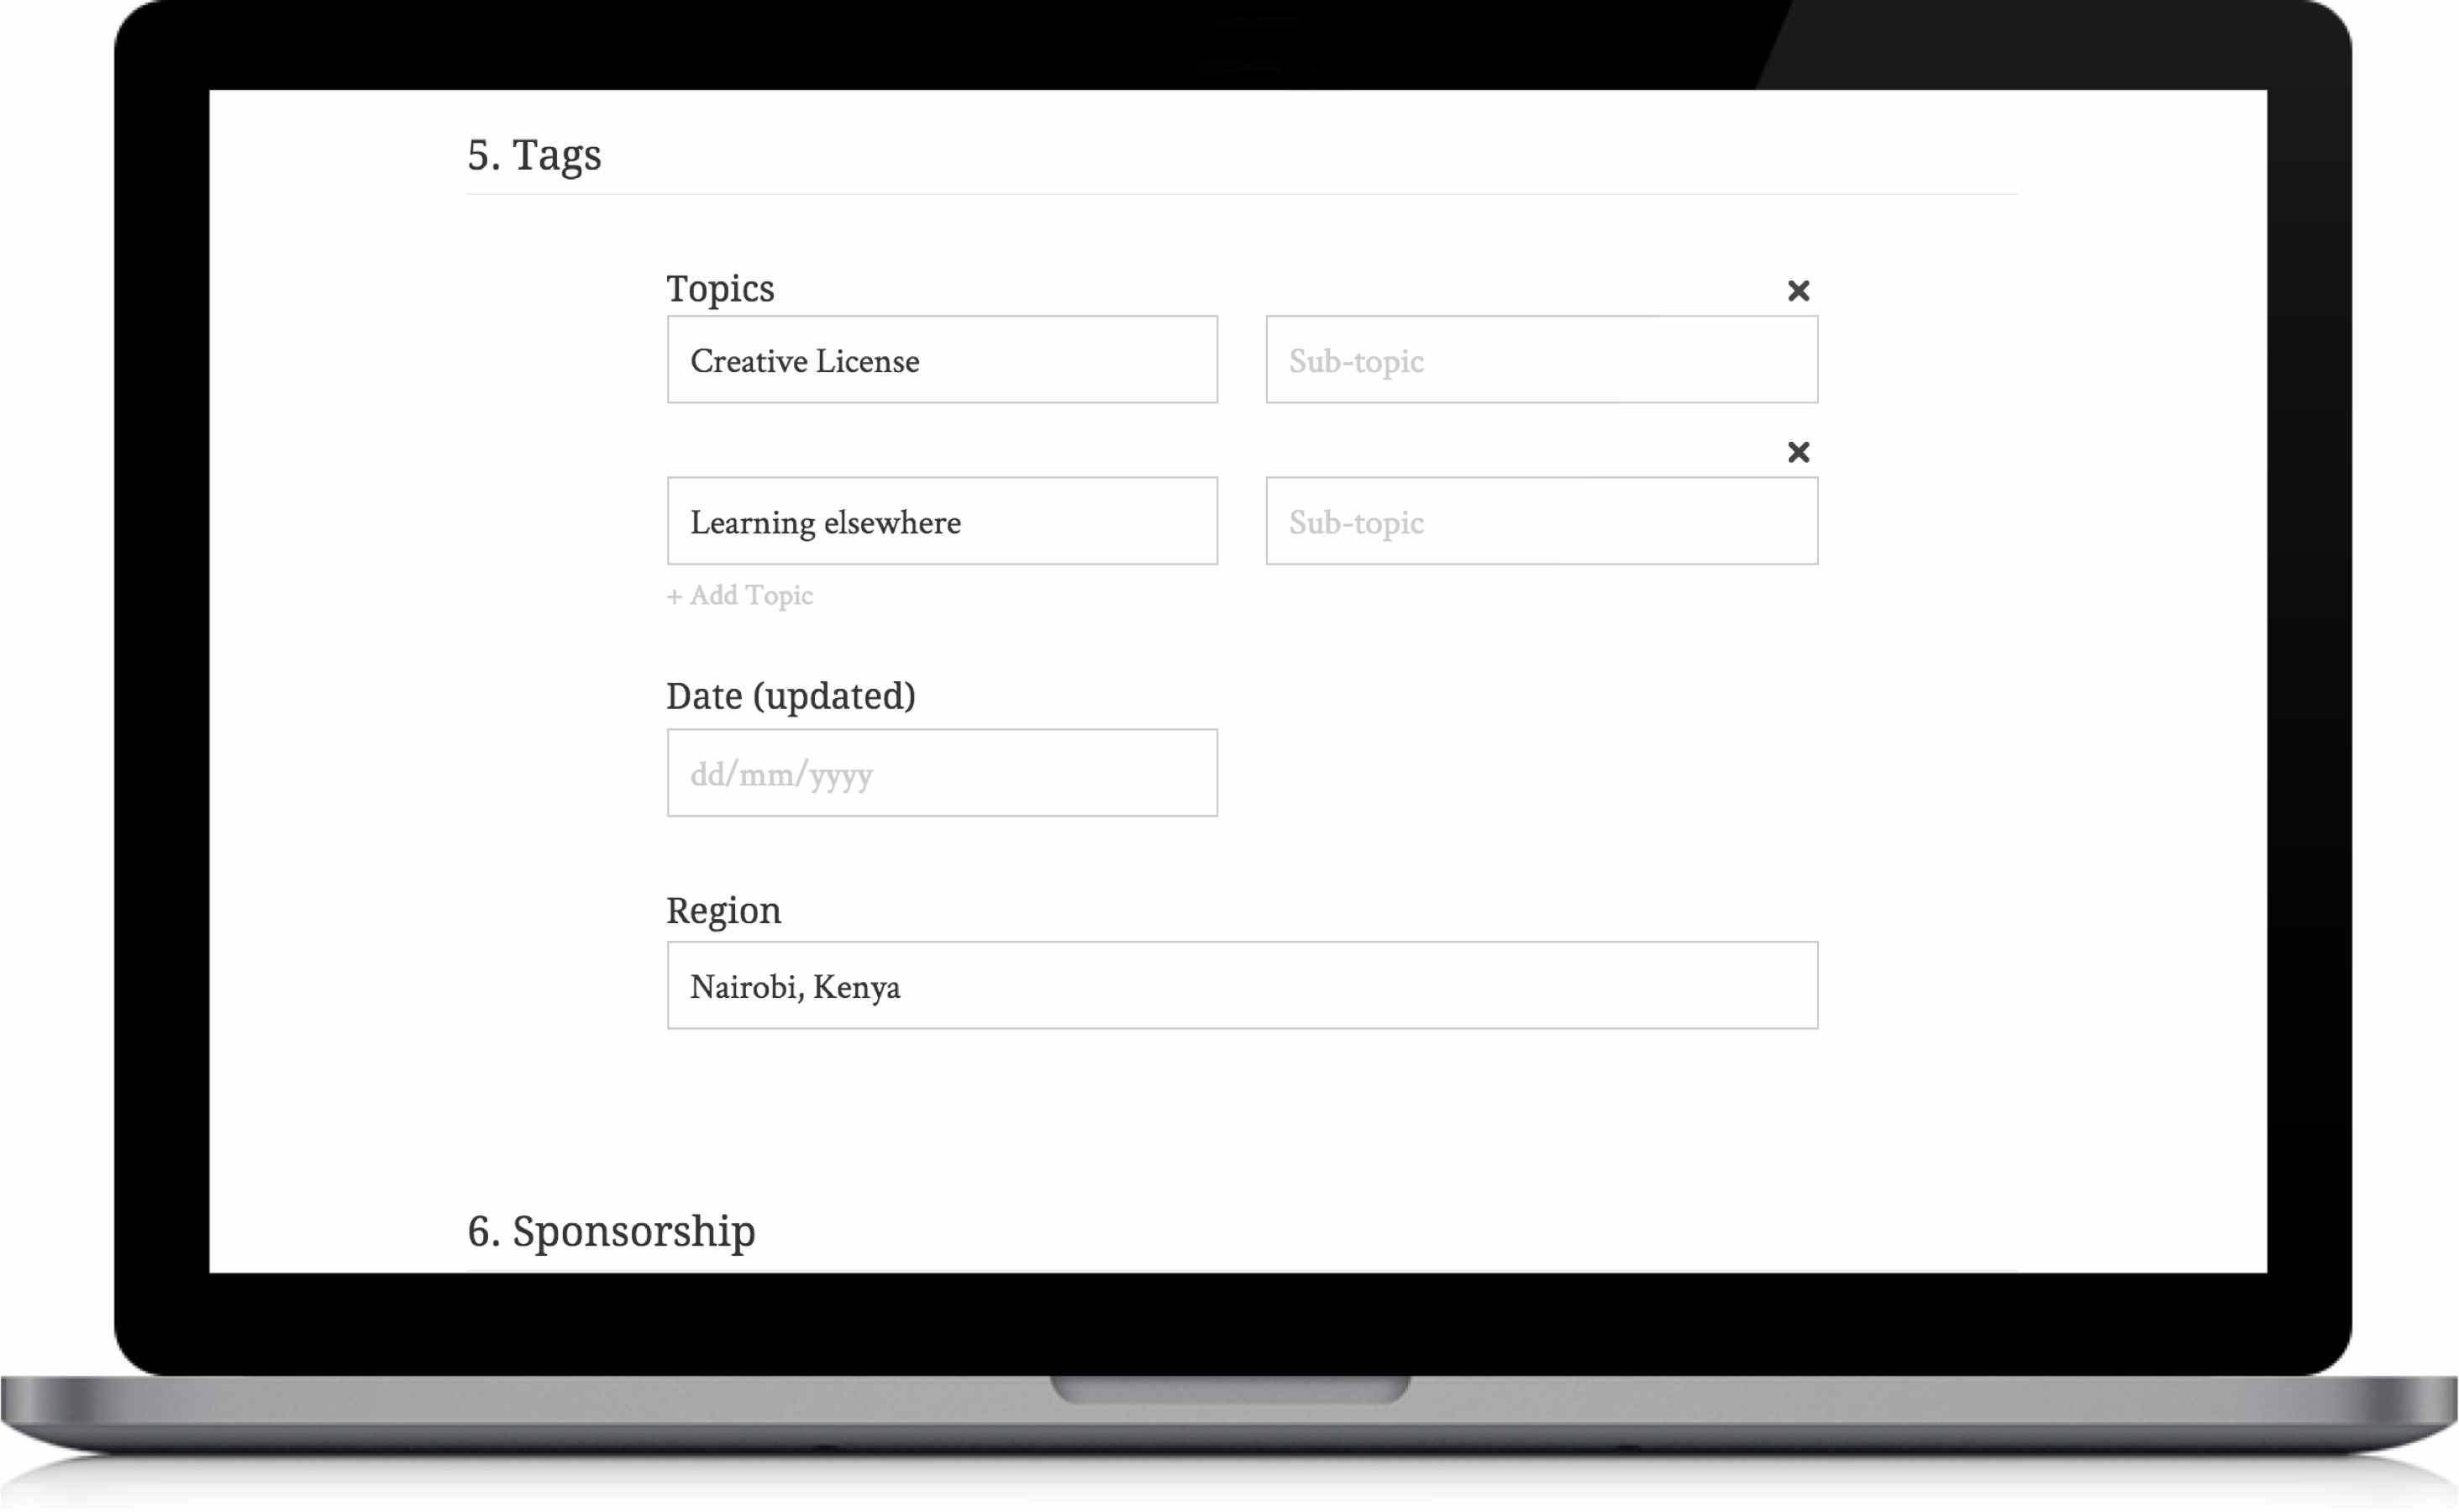 5. Tags
Topics
Creative License
Sub-topic
Learning elsewhere
Sub-topic
+ Add Topic
Date (updated)
dd/mm/yyyy
Region
Nairobi, Kenya
6. Sponsorship